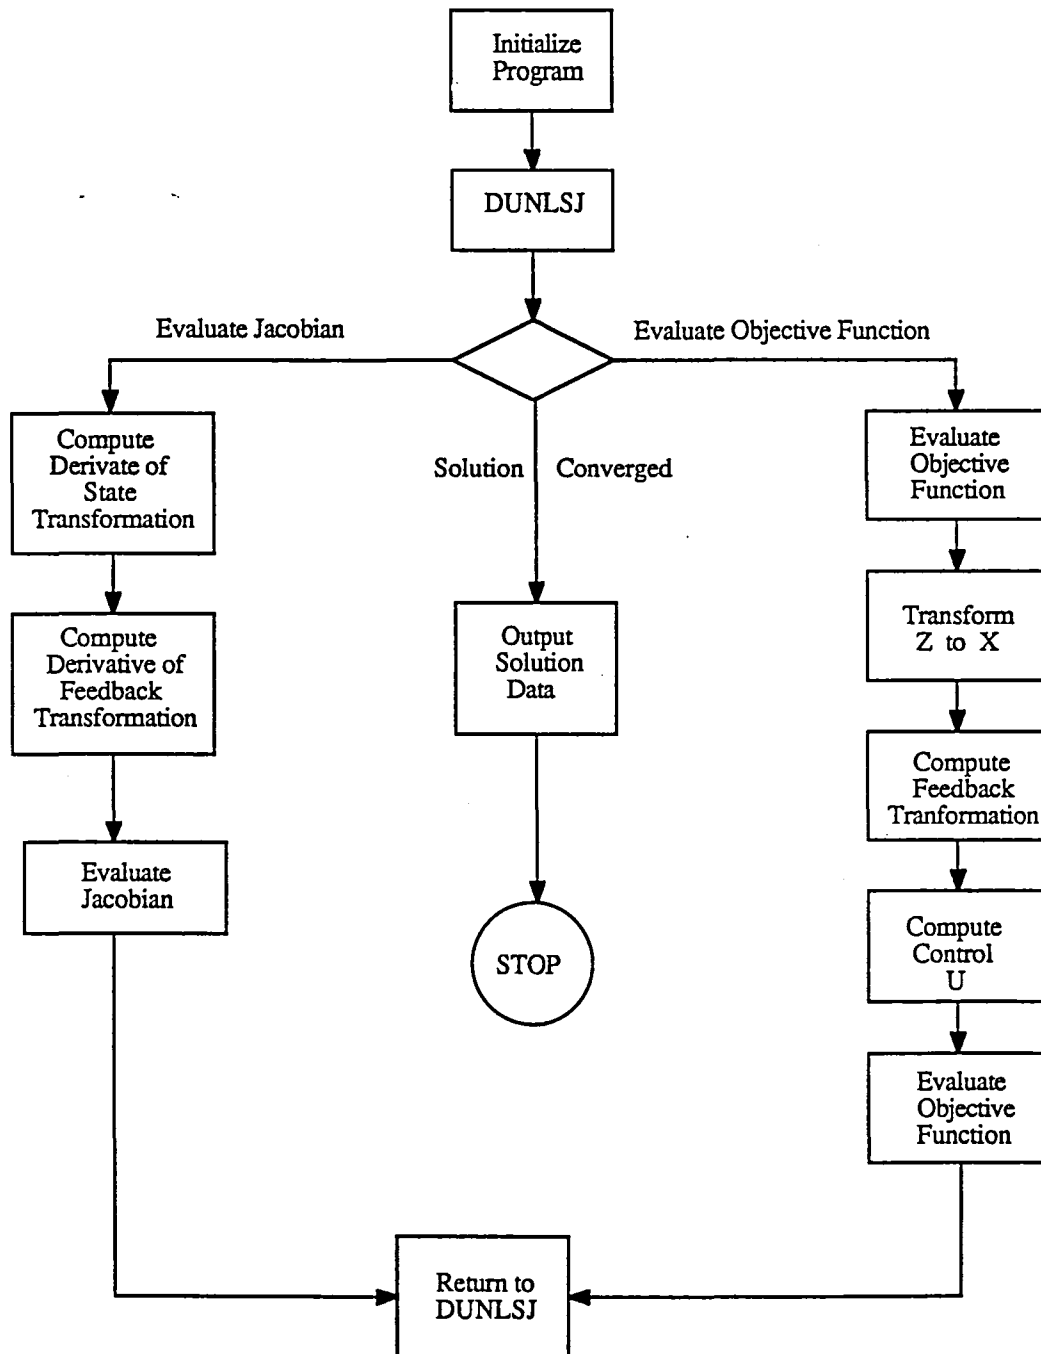 Initialize
Program
DUNLSJ
Evaluate Jacobian
Evaluate Objective Function
Solution Converged
Compute
Derivate of
State
Transformation
Compute
Derivative of
Feedback
Transformation
Evaluate
Jacobian
Output
Solution
Data
STOP
Evaluate
Objective
Function
Transform
Z to X
Compute
Feedback
Tranformation
Compute
Control
U
Evaluate
Objective
Function
Return to
DUNLSJ